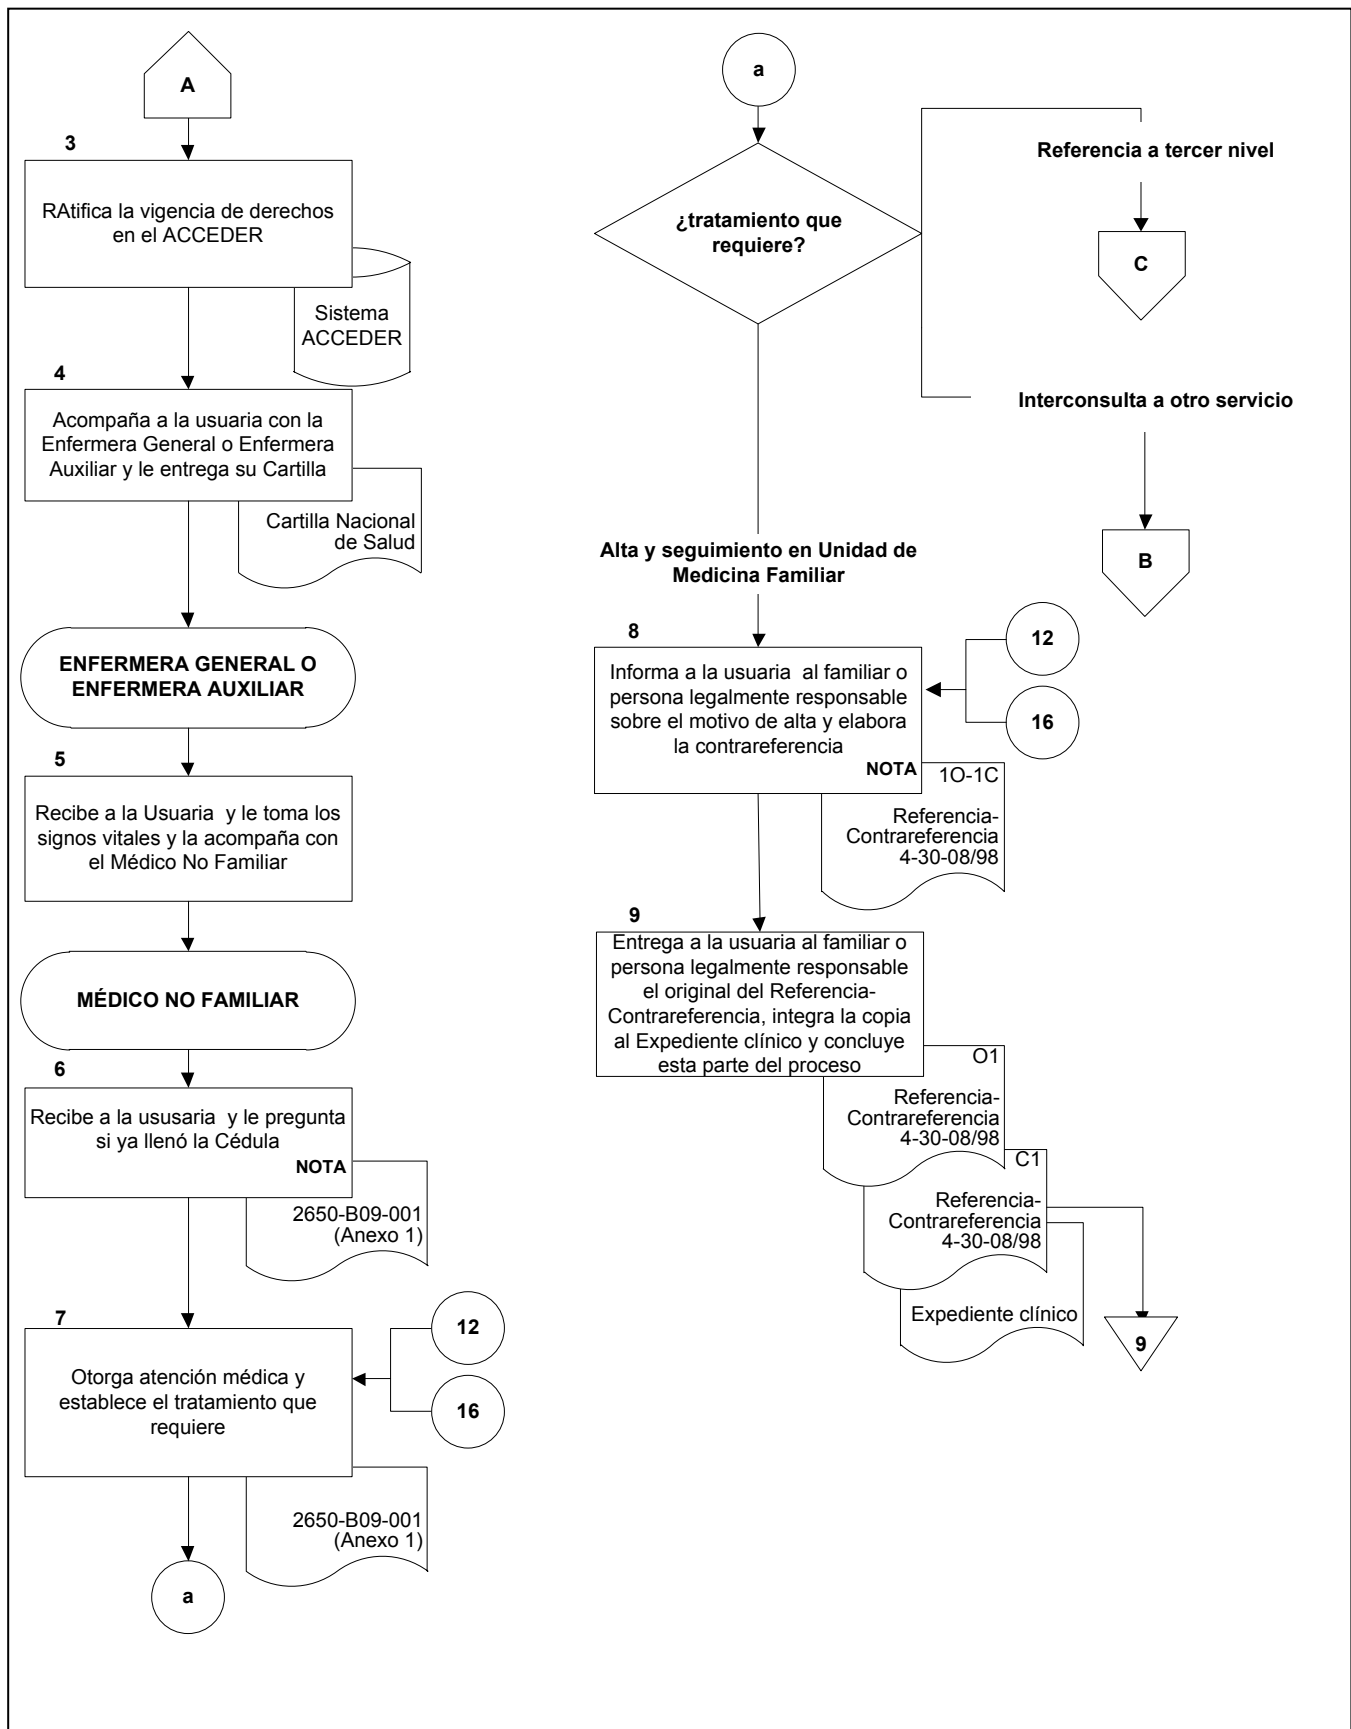 A
3
RAtifica la vigencia de derechos
en el ACCEDER
Sistema
ACCEDER
4
Acompaña a la usuaria con la
Enfermera General o Enfermera
Auxiliar y le entrega su Cartilla
Cartilla Nacional
de Salud
ENFERMERA GENERAL O
ENFERMERA AUXILIAR
5
Recibe a la Usuaria y le toma los
signos vitales y la acompaña con
el Médico No Familiar
MÉDICO NO FAMILIAR
6
Recibe a la ususaria y le pregunta
si ya llenó la Cédula
NOTA
2650-B09-001
(Anexo 1)
7
Otorga atención médica y
establece el tratamiento que
requiere
12
16
2650-B09-001
(Anexo 1)
a
a
¿tratamiento que
requiere?
Referencia a tercer nivel
C
Interconsulta a otro servicio
B
Alta y seguimiento en Unidad de
Medicina Familiar
8
Informa a la usuaria al familiar o
persona legalmente responsable
sobre el motivo de alta y elabora
la contrareferencia
NOTA
12
16
1O-1C
Referencia-
Contrareferencia
4-30-08/98
9
Entrega a la usuaria al familiar o
persona legalmente responsable
el original del Referencia-
Contrareferencia, integra la copia
al Expediente clínico y concluye
esta parte del proceso
O1
Referencia-
Contrareferencia
4-30-08/98
C1
Referencia-
Contrareferencia
4-30-08/98
Expediente clínico
9